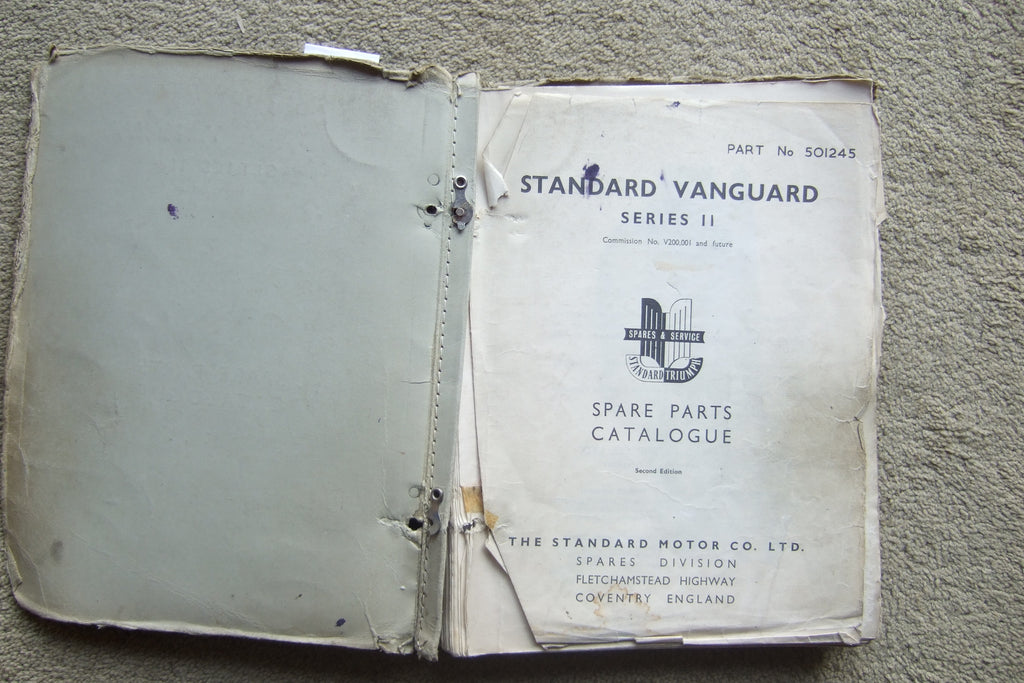 PART No 501245
STANDARD VANGUARD
SERIES II
Commission No. V200,001 and future
SPARES & SERVICE
STANDARD TRIUMPH
SPARE PARTS
CATALOGUE
Second Edition
THE STANDARD MOTOR CO. LTD.
SPARES DIVISION
FLETCHAMSTEAD HIGHWAY
COVENTRY ENGLAND